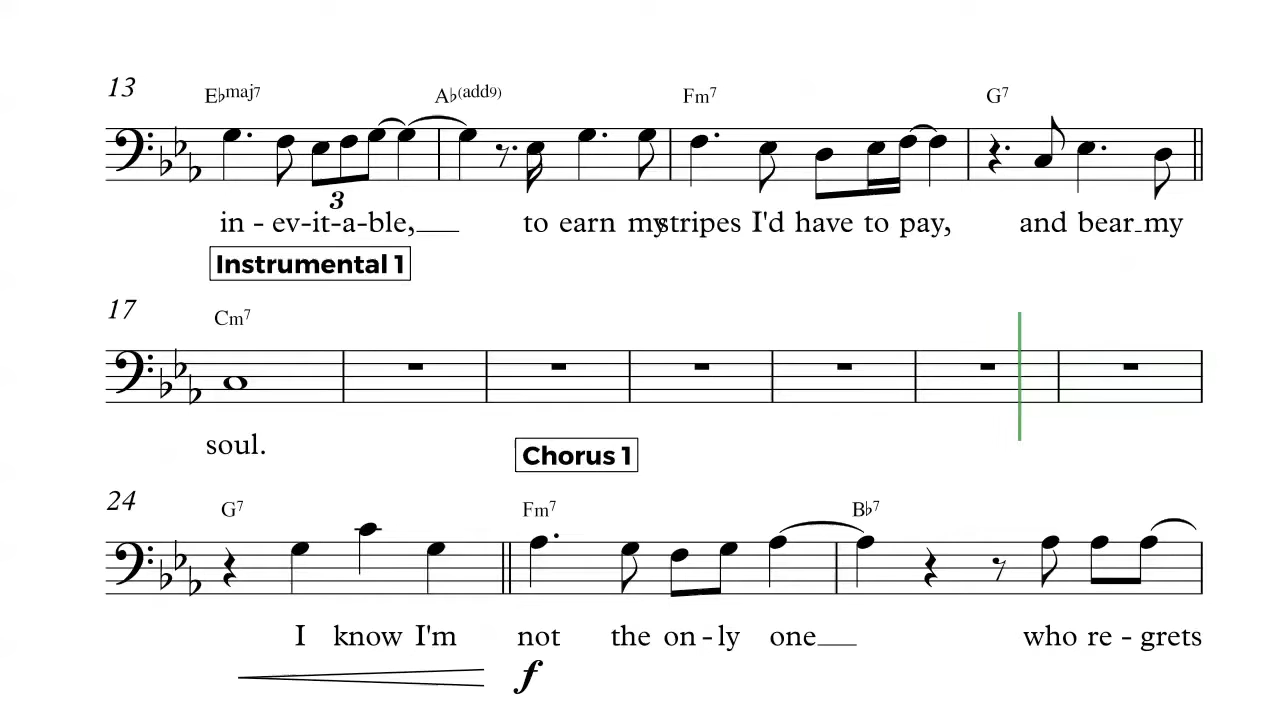 13
E♭maj7 A♭(add9) Fm7 G7
3
in - ev-it-a-ble, to earn my stripes I'd have to pay, and bear my
Instrumental 1
17
Cm7
soul.
Chorus 1
24
G7 Fm7 B♭7
I know I'm not the on-ly one who re - grets
f